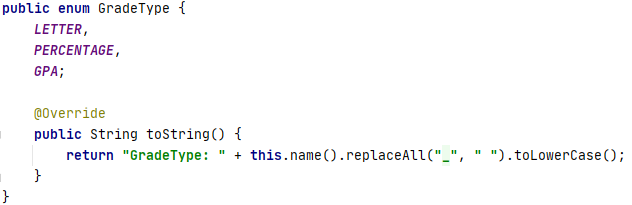 public enum GradeType {
    LETTER,
    PERCENTAGE,
    GPA;

    @Override
    public String toString() {
        return "GradeType: " + this.name().replaceAll("_", " ").toLowerCase();
    }
}